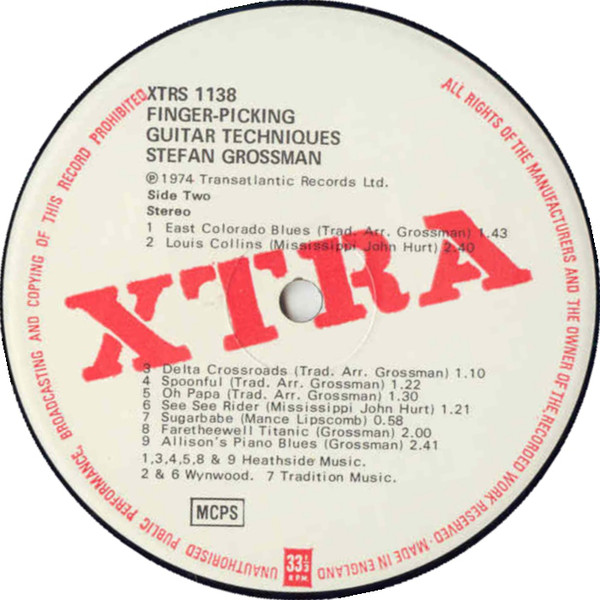 XTRS 1138
FINGER-PICKING
GUITAR TECHNIQUES
STEFAN GROSSMAN
℗ 1974 Transatlantic Records Ltd.
Side Two
Stereo
1 East Colorado Blues (Trad. Arr. Grossman) 1.43
2 Louis Collins (Mississippi John Hurt) 2.40
XTRA
3 Delta Crossroads (Trad. Arr. Grossman) 1.10
4 Spoonful (Trad. Arr. Grossman) 1.22
5 Oh Papa (Trad. Arr. Grossman) 1.30
6 See See Rider (Mississippi John Hurt) 1.21
7 Sugarbabe (Mance Lipscomb) 0.58
8 Faretheewell Titanic (Grossman) 2.00
9 Allison's Piano Blues (Grossman) 2.41
1,3,4,5,8 & 9 Heathside Music.
2 & 6 Wynwood. 7 Tradition Music.
MCPS
33⅓
R.P.M.
ALL RIGHTS OF THE MANUFACTURERS AND THE OWNER OF THE RECORDED WORK RESERVED · MADE IN ENGLAND
UNAUTHORISED PUBLIC PERFORMANCE, BROADCASTING AND COPYING OF THIS RECORD PROHIBITED